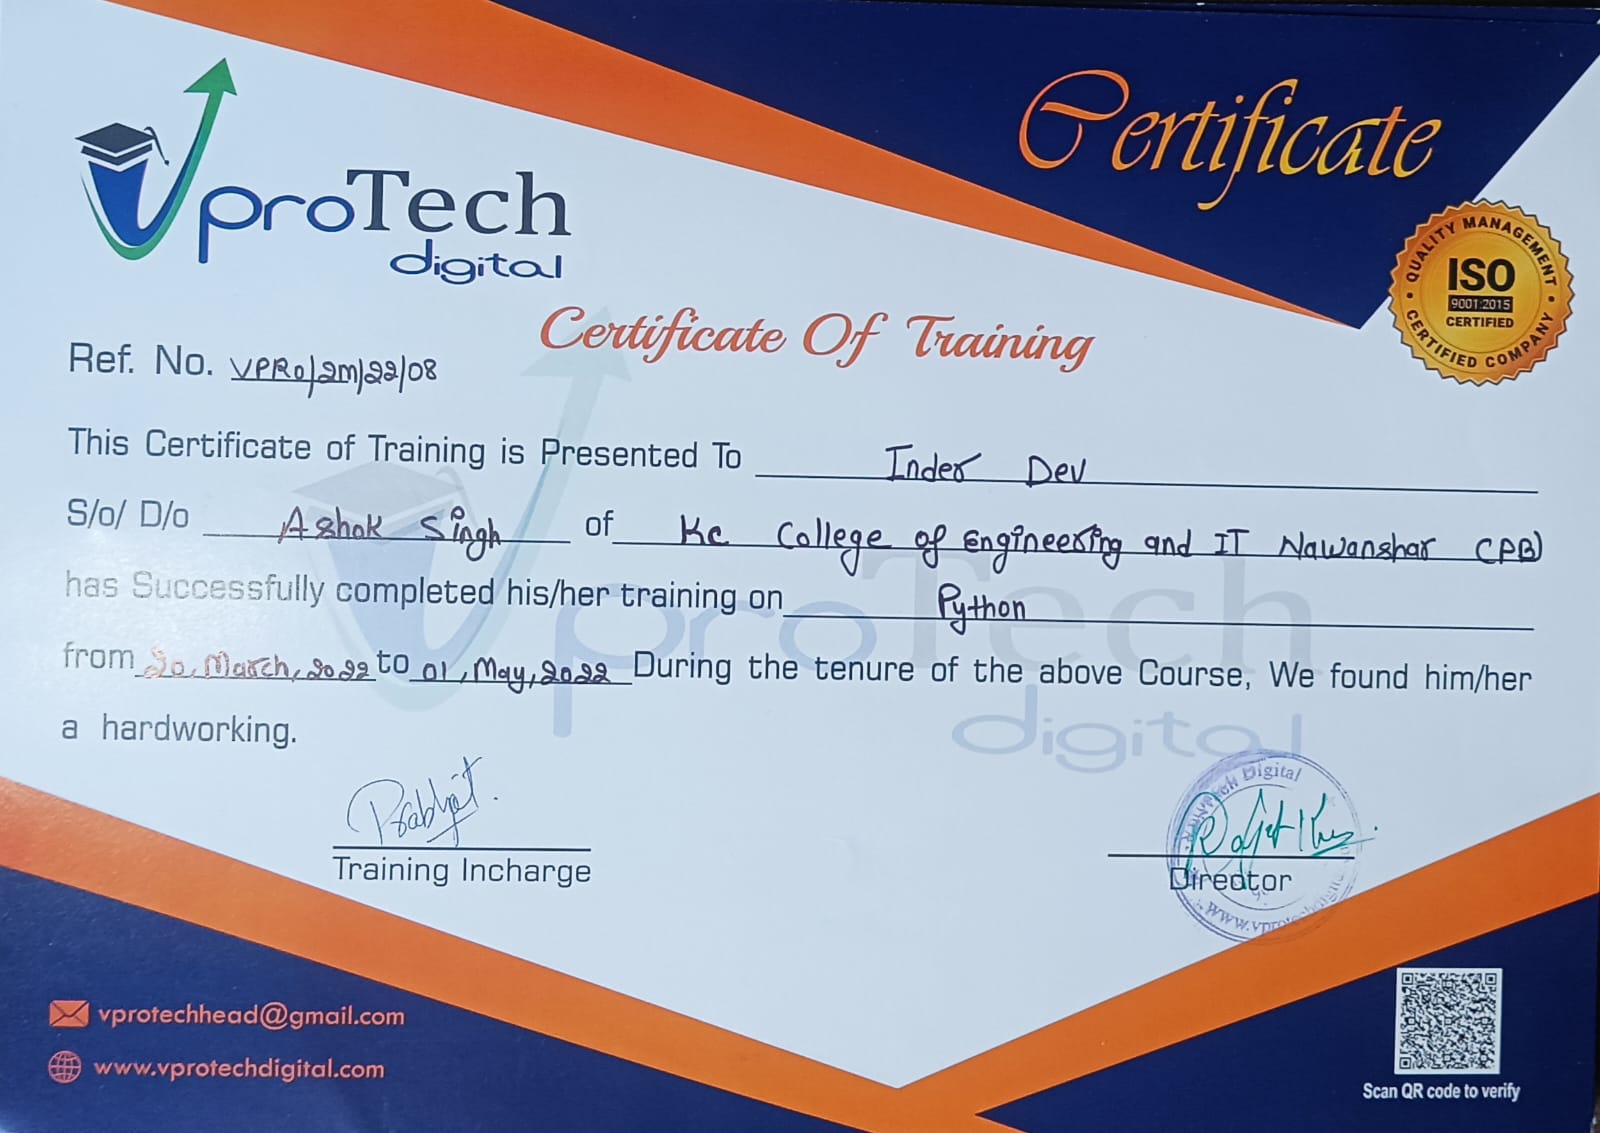 Certificate
VproTech
digital
QUALITY MANAGEMENT
ISO
9001:2015
CERTIFIED
CERTIFIED COMPANY
Certificate Of Training
Ref. No. VPRO/2M/22/08
This Certificate of Training is Presented To Inder Dev
S/o/ D/o Ashok Singh of Kc College of Engineering and IT Nawanshar (PB)
has Successfully completed his/her training on Python
from 20, March, 2022 to 01, May, 2022 During the tenure of the above Course, We found him/her
a hardworking.
proTech
digital
Prabhjot.
Training Incharge
Digital
Director
vprotechhead@gmail.com
www.vprotechdigital.com
Scan QR code to verify